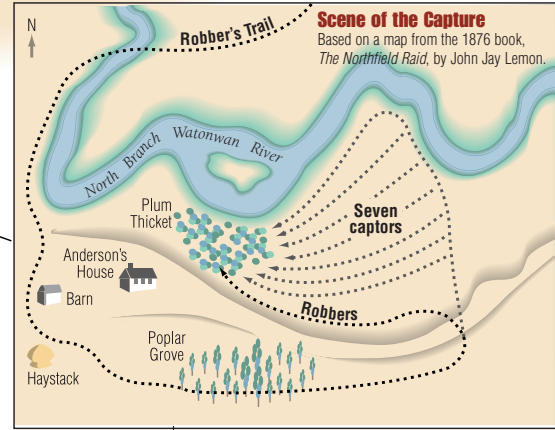 N
Robber's Trail
Scene of the Capture
Based on a map from the 1876 book,
The Northfield Raid, by John Jay Lemon.
North Branch Watonwan River
Plum
Thicket
Seven
captors
Anderson's
House
Barn
Robbers
Poplar
Grove
Haystack